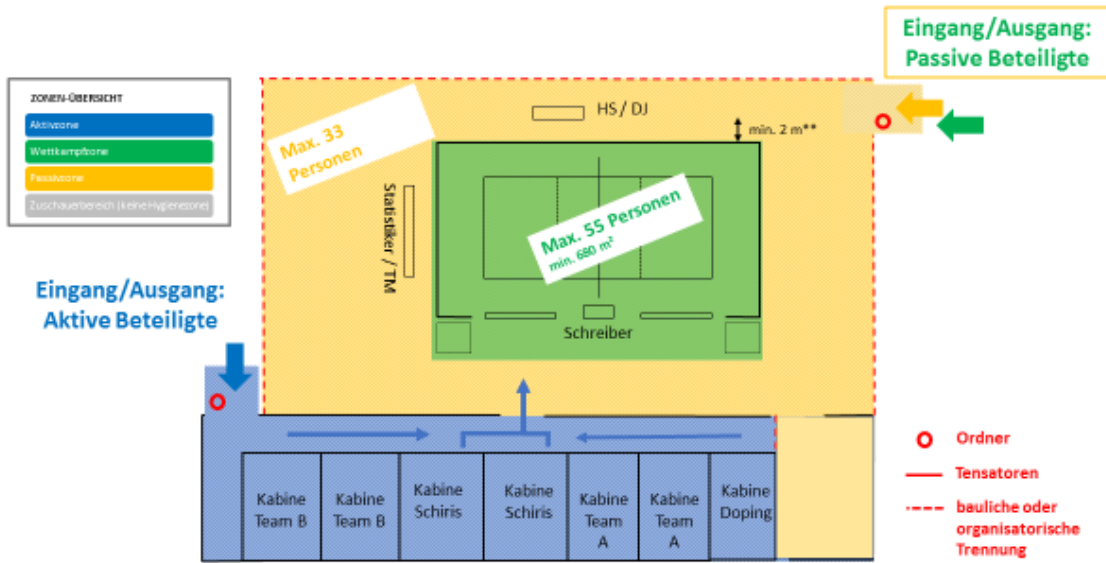 Eingang/Ausgang:
Passive Beteiligte
ZONEN-ÜBERSICHT
Aktivzone
Wettkampfzone
Passivzone
Zuschauerbereich (keine Hygienezone)
HS / DJ
min. 2 m**
Max. 33
Personen
Statistiker / TM
Max. 55 Personen
min. 680 m²
Schreiber
Eingang/Ausgang:
Aktive Beteiligte
Kabine
Team B
Kabine
Team B
Kabine
Schiris
Kabine
Schiris
Kabine
Team
A
Kabine
Team
A
Kabine
Doping
Ordner
Tensatoren
bauliche oder
organisatorische
Trennung